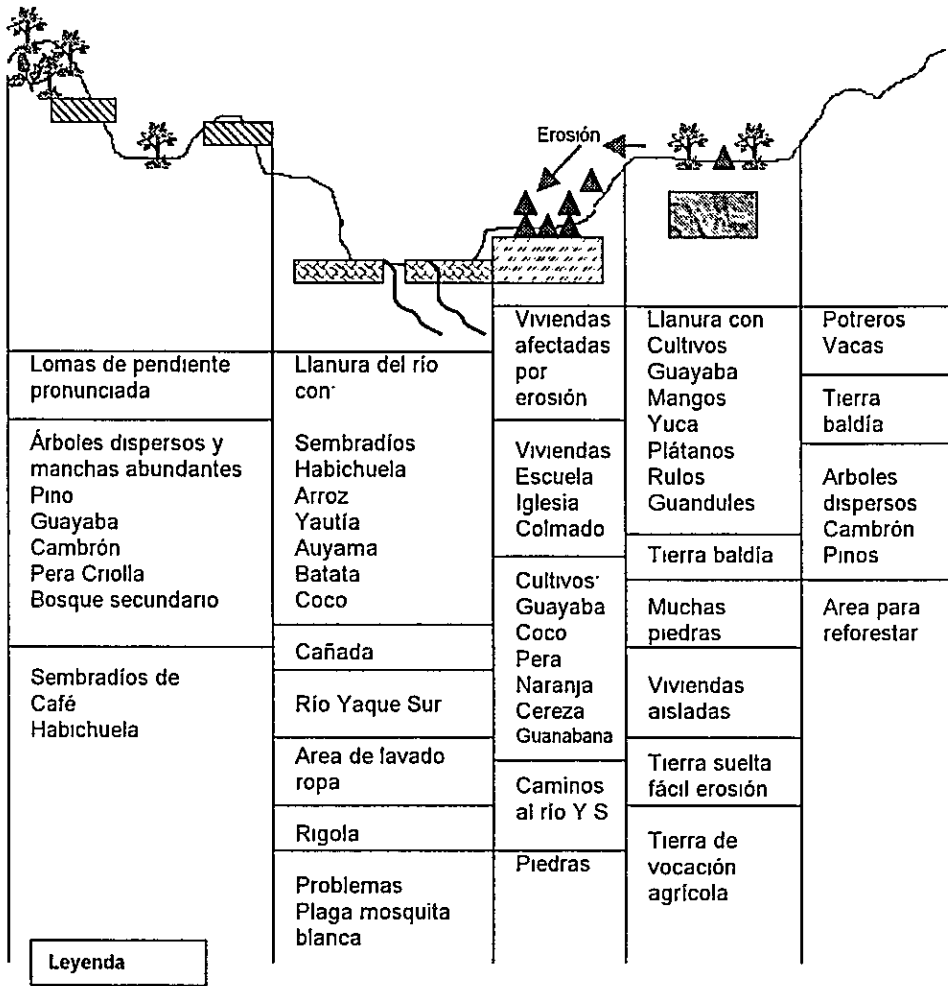 Erosión
Lomas de pendiente
pronunciada
Árboles dispersos y
manchas abundantes
Pino
Guayaba
Cambrón
Pera Criolla
Bosque secundario
Sembradíos de
Café
Habichuela
Llanura del río
con·
Sembradíos
Habichuela
Arroz
Yautía
Auyama
Batata
Coco
Cañada
Río Yaque Sur
Area de lavado
ropa
Rigola
Problemas
Plaga mosquita
blanca
Viviendas
afectadas
por
erosión
Viviendas
Escuela
Iglesia
Colmado
Cultivos·
Guayaba
Coco
Pera
Naranja
Cereza
Guanabana
Caminos
al río Y S
Piedras
Llanura con
Cultivos
Guayaba
Mangos
Yuca
Plátanos
Rulos
Guandules
Tierra baldía
Muchas
piedras
Viviendas
aisladas
Tierra suelta
fácil erosión
Tierra de
vocación
agrícola
Potreros
Vacas
Tierra
baldía
Arboles
dispersos
Cambrón
Pinos
Area para
reforestar
Leyenda